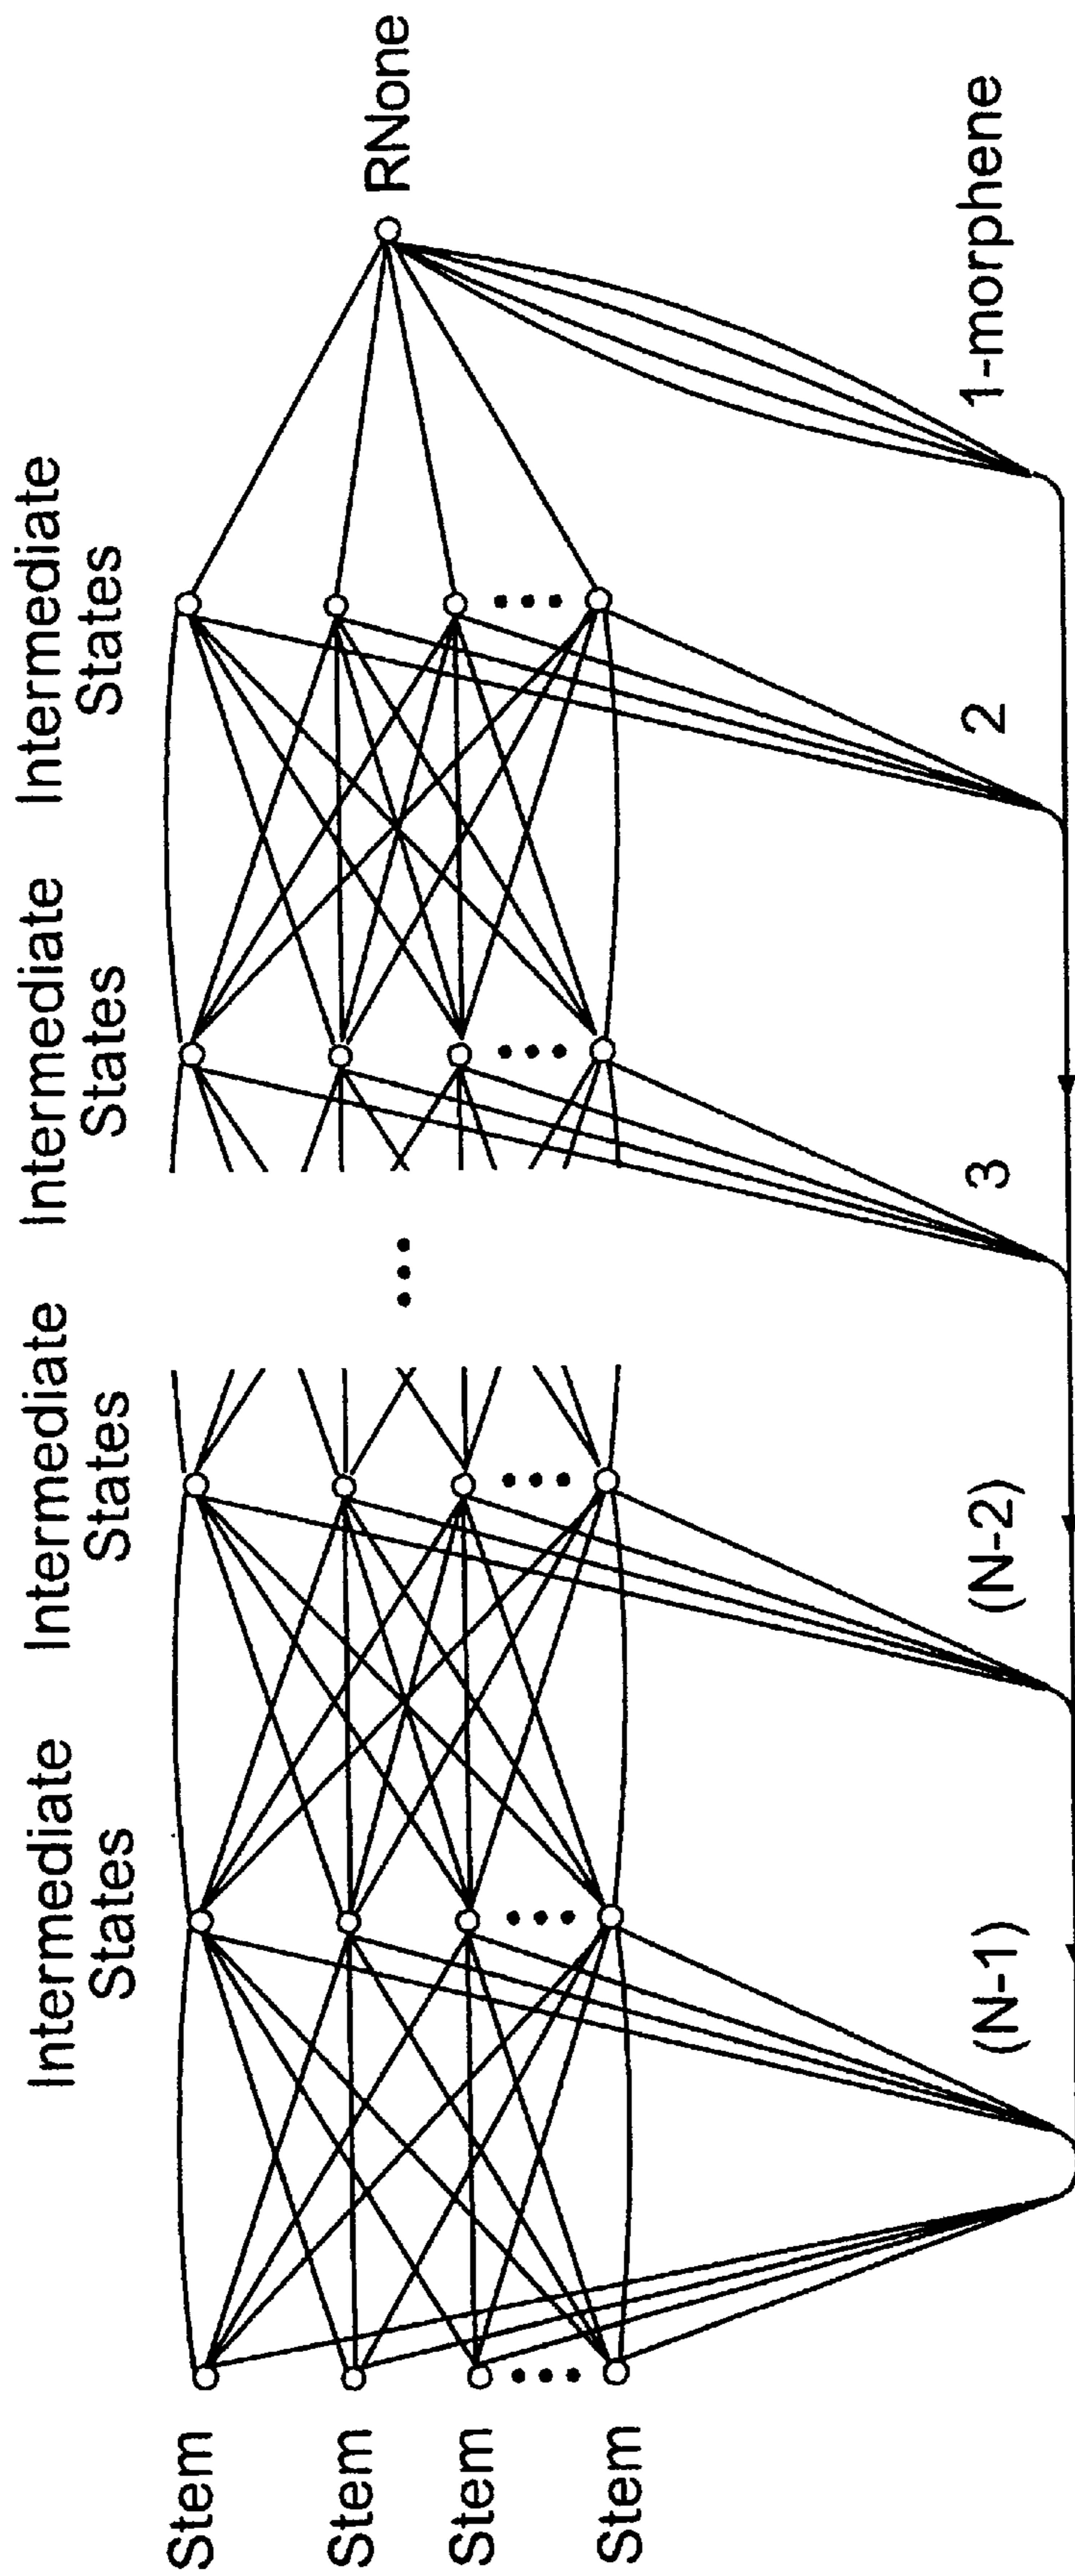 Intermediate
States
Intermediate
States
Intermediate
States
Intermediate
States
Stem
Stem
Stem
Stem
RNone
(N-1)
(N-2)
3
2
1-morphene